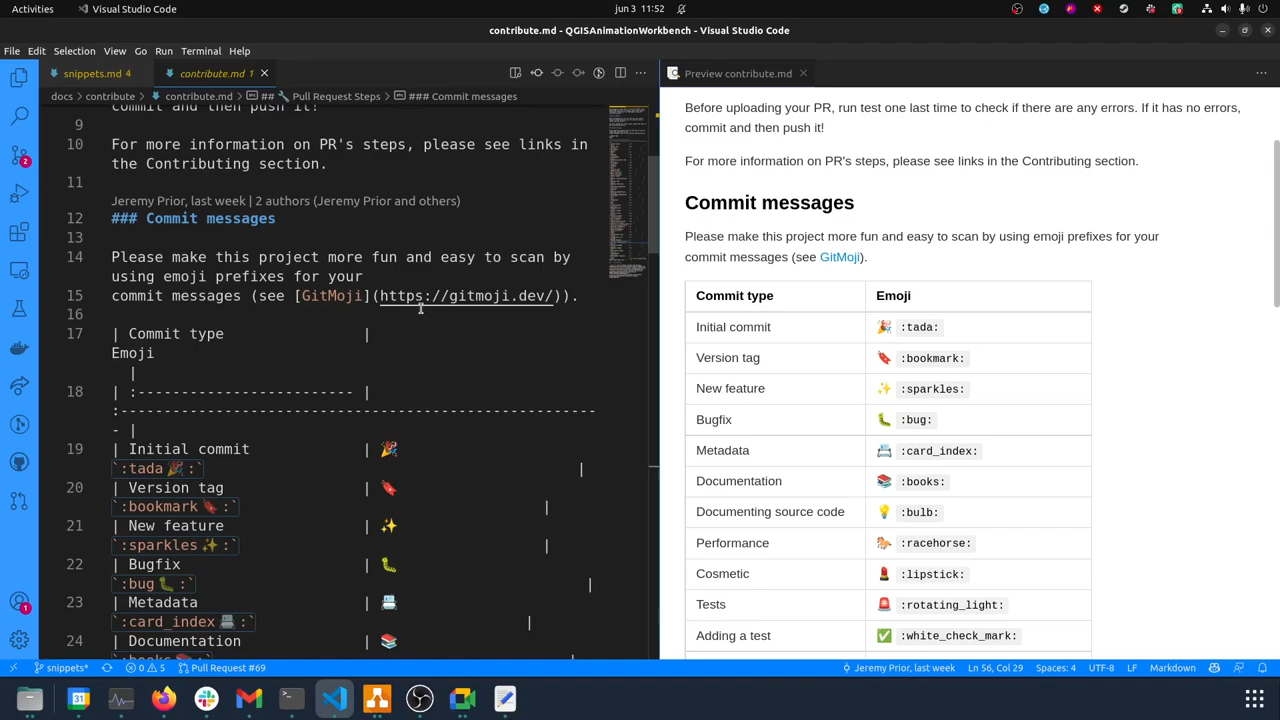 Activities
Visual Studio Code
jun 3 11:52
contribute.md - QGISAnimationWorkbench - Visual Studio Code
File Edit Selection View Go Run Terminal Help
snippets.md 4
contribute.md 1
docs contribute contribute.md ## Pull Request Steps ### Commit messages
Commit and then push it!
9
10 For more information on PR's steps, please see links in
the Contributing section.
11
Jeremy Prior, last week | 2 authors (Jeremy Prior and others)
12 ### Commit messages
13
14 Please make this project more fun and easy to scan by
using emoji prefixes for your
15 commit messages (see [GitMoji](https://gitmoji.dev/)).
16
17 | Commit type |
Emoji
|
18 | :------------------------- |
:-------------------------------------------------------
- |
19 | Initial commit | 🎉
`:tada🎉:` |
20 | Version tag | 🔖
`:bookmark🔖:` |
21 | New feature | ✨
`:sparkles✨:` |
22 | Bugfix | 🐛
`:bug🐛:` |
23 | Metadata | 📇
`:card_index📇:` |
24 | Documentation | 📚
`:books📚:` |
Preview contribute.md
Before uploading your PR, run test one last time to check if there are any errors. If it has no errors,
commit and then push it!
For more information on PR's steps, please see links in the Contributing section.
Commit messages
Please make this project more fun and easy to scan by using emoji prefixes for your
commit messages (see GitMoji).
Commit type Emoji
Initial commit 🎉 :tada:
Version tag 🔖 :bookmark:
New feature ✨ :sparkles:
Bugfix 🐛 :bug:
Metadata 📇 :card_index:
Documentation 📚 :books:
Documenting source code 💡 :bulb:
Performance 🐎 :racehorse:
Cosmetic 💄 :lipstick:
Tests 🚨 :rotating_light:
Adding a test ✅ :white_check_mark:
2
1
snippets* 0 5 Pull Request #69
Jeremy Prior, last week Ln 56, Col 29 Spaces: 4 UTF-8 LF Markdown
31